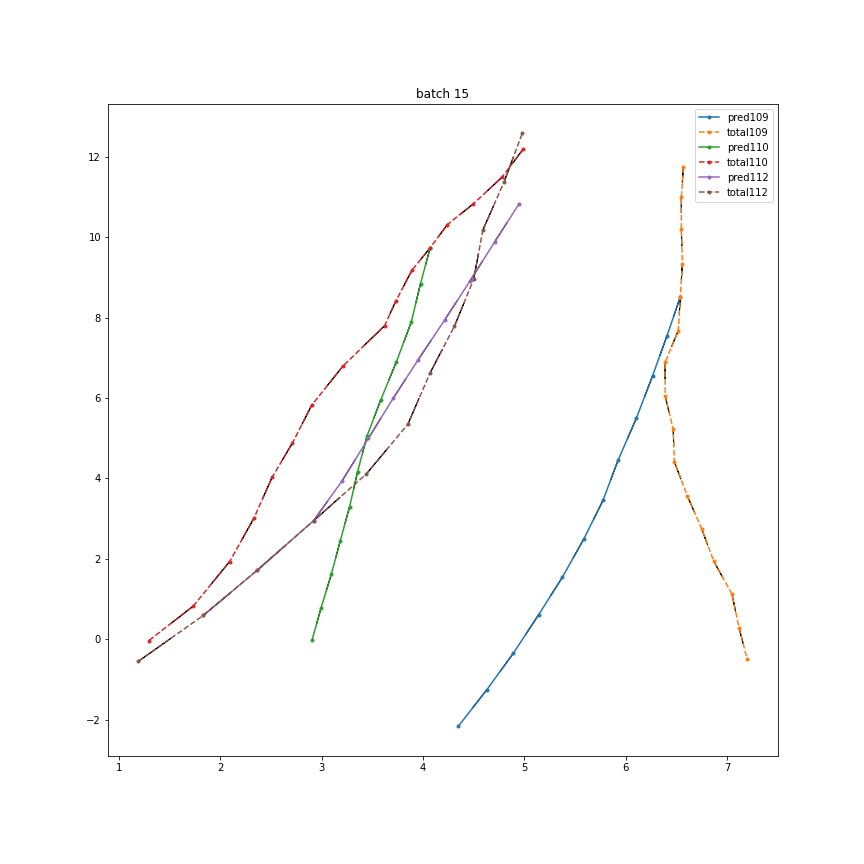 batch 15
pred109
total109
pred110
total110
pred112
total112
12
10
8
6
4
2
0
−2
1 2 3 4 5 6 7